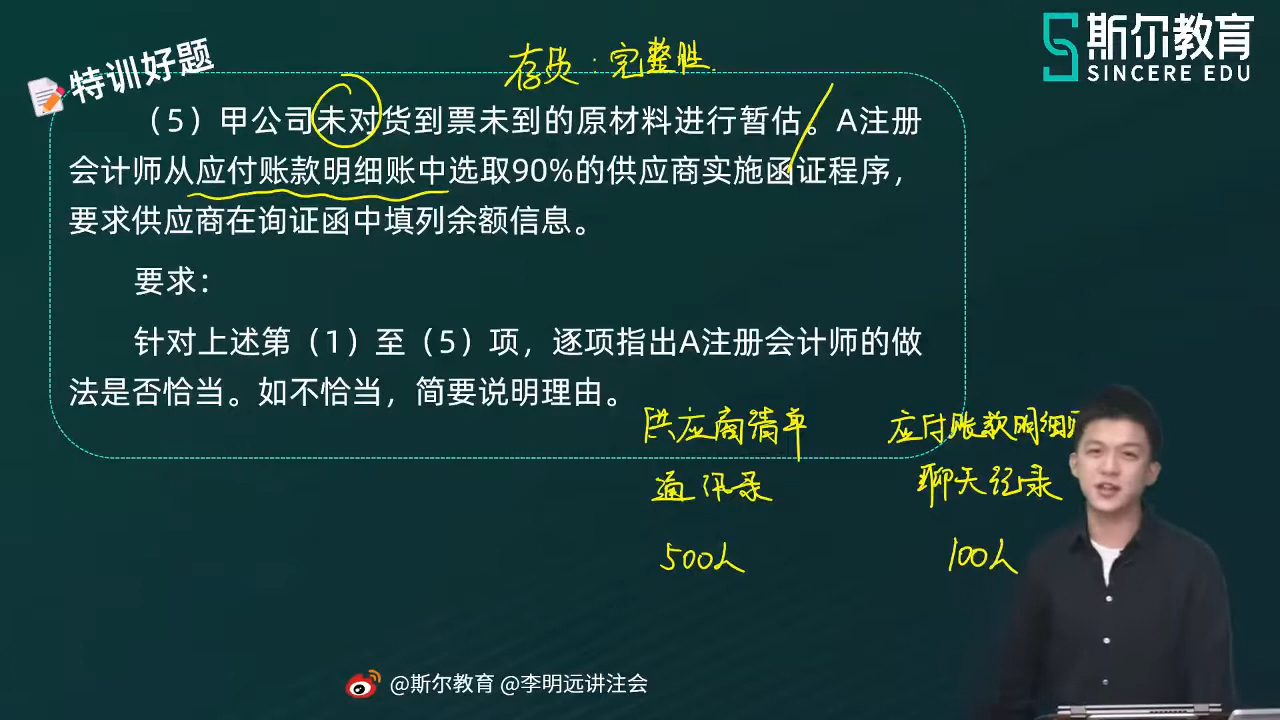 特训好题
存货：完整性.
斯尔教育
SINCERE EDU
（5）甲公司未对货到票未到的原材料进行暂估。A注册
会计师从应付账款明细账中选取90%的供应商实施函证程序，
要求供应商在询证函中填列余额信息。
要求：
针对上述第（1）至（5）项，逐项指出A注册会计师的做
法是否恰当。如不恰当，简要说明理由。
供应商清单
应付账款明细
通讯录
聊天记录
500人
100人
@斯尔教育 @李明远讲注会